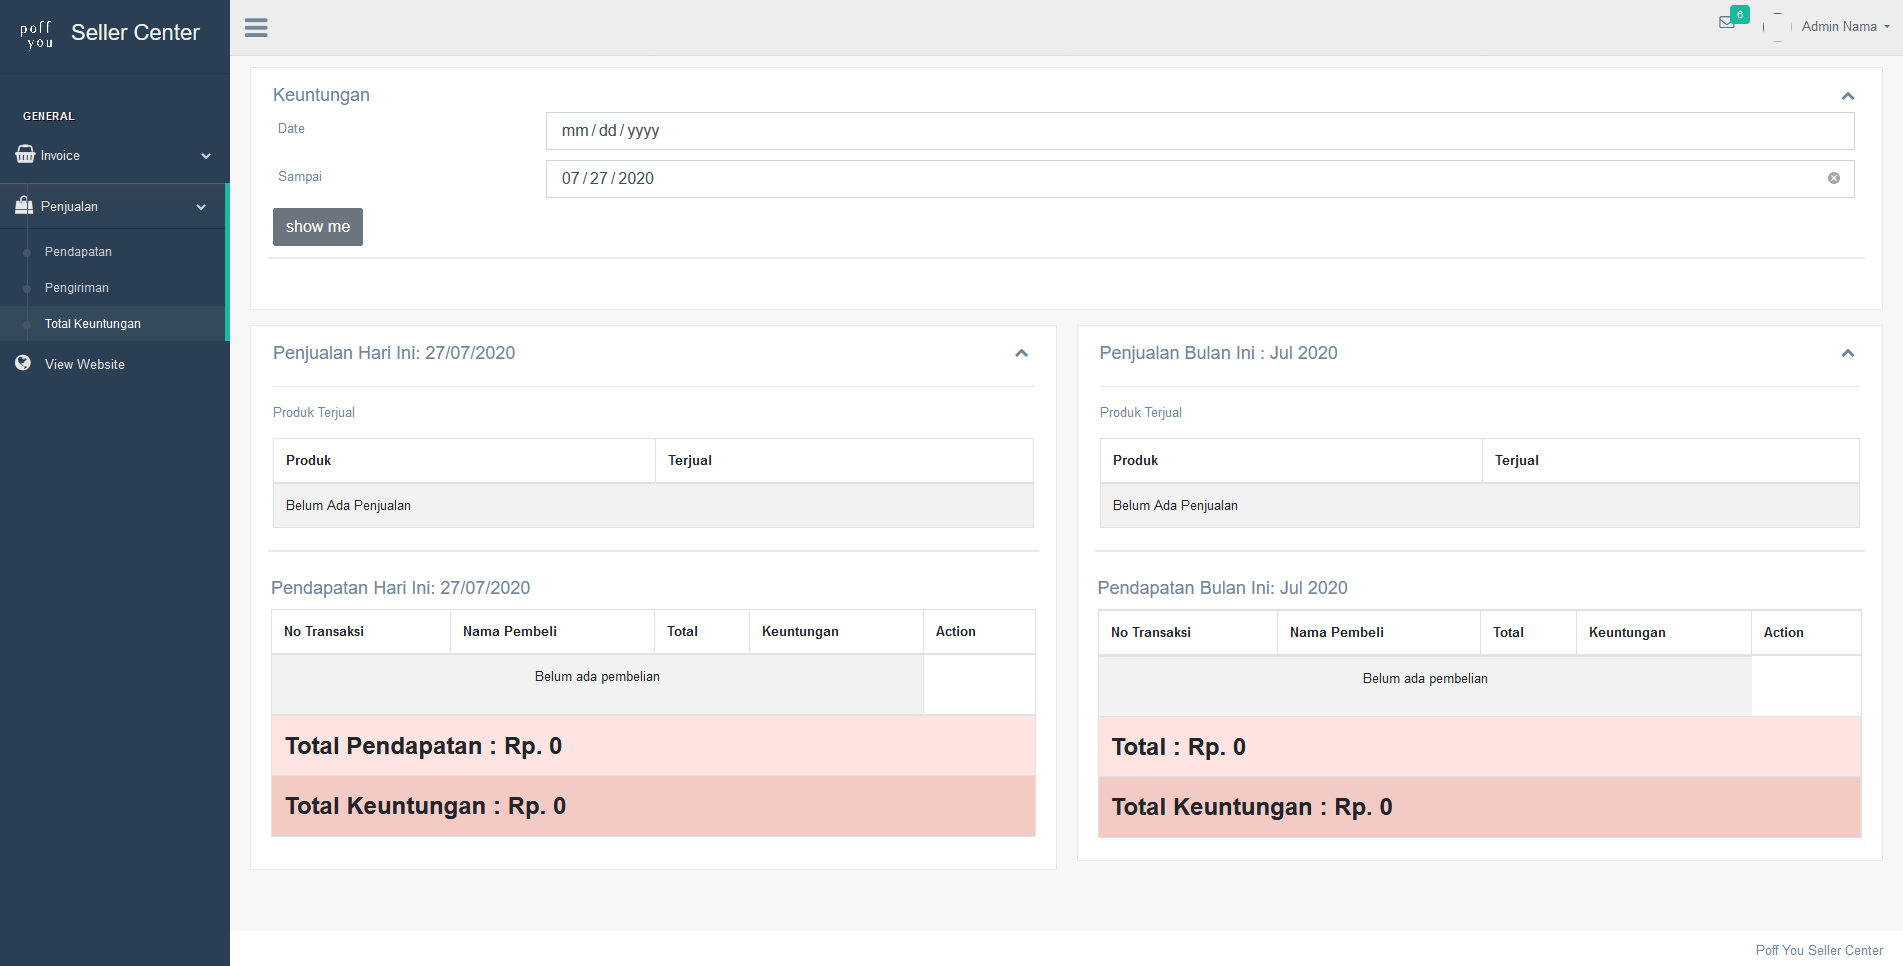 poff
you
Seller Center
6
Admin Nama
GENERAL
Invoice
Penjualan
Pendapatan
Pengiriman
Total Keuntungan
View Website
Keuntungan
Date
mm/dd/yyyy
Sampai
07/27/2020
show me
Penjualan Hari Ini: 27/07/2020
Produk Terjual
Produk Terjual
Belum Ada Penjualan
Pendapatan Hari Ini: 27/07/2020
No Transaksi Nama Pembeli Total Keuntungan Action
Belum ada pembelian
Total Pendapatan : Rp. 0
Total Keuntungan : Rp. 0
Penjualan Bulan Ini : Jul 2020
Produk Terjual
Produk Terjual
Belum Ada Penjualan
Pendapatan Bulan Ini: Jul 2020
No Transaksi Nama Pembeli Total Keuntungan Action
Belum ada pembelian
Total : Rp. 0
Total Keuntungan : Rp. 0
Poff You Seller Center